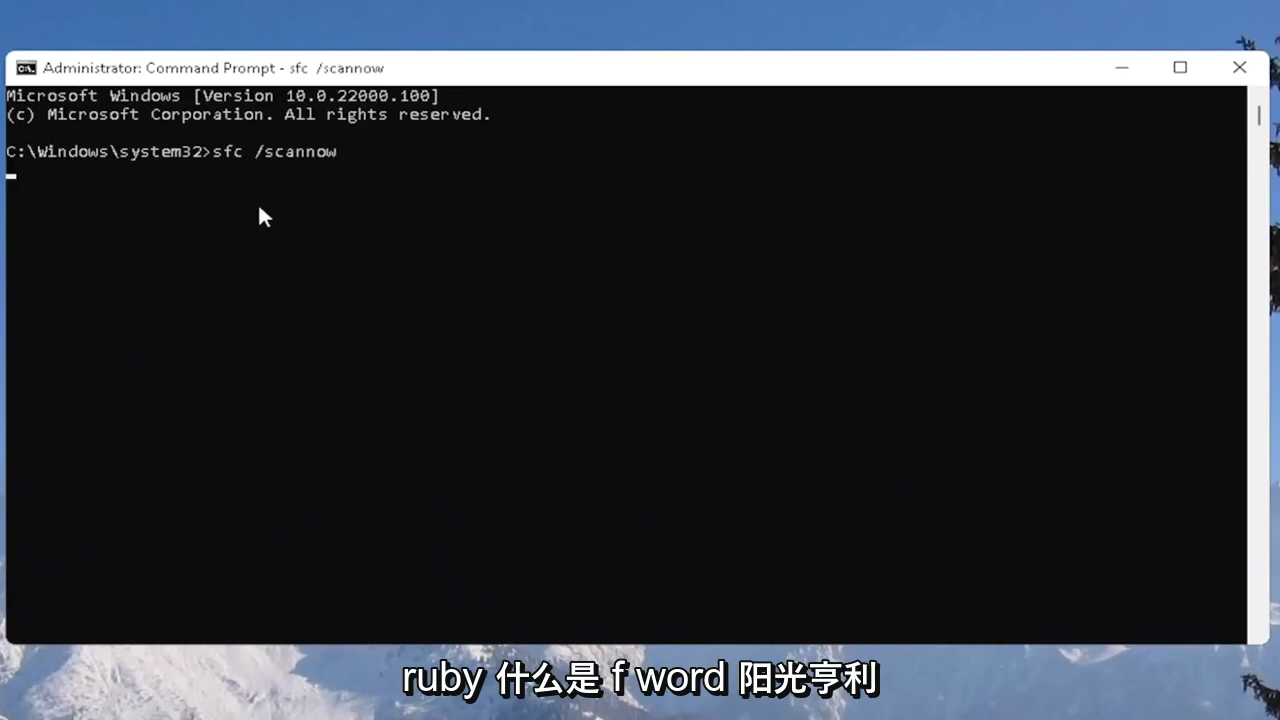 Administrator: Command Prompt - sfc /scannow
Microsoft Windows [Version 10.0.22000.100]
(c) Microsoft Corporation. All rights reserved.
C:\Windows\system32>sfc /scannow
ruby 什么是 f word 阳光亨利